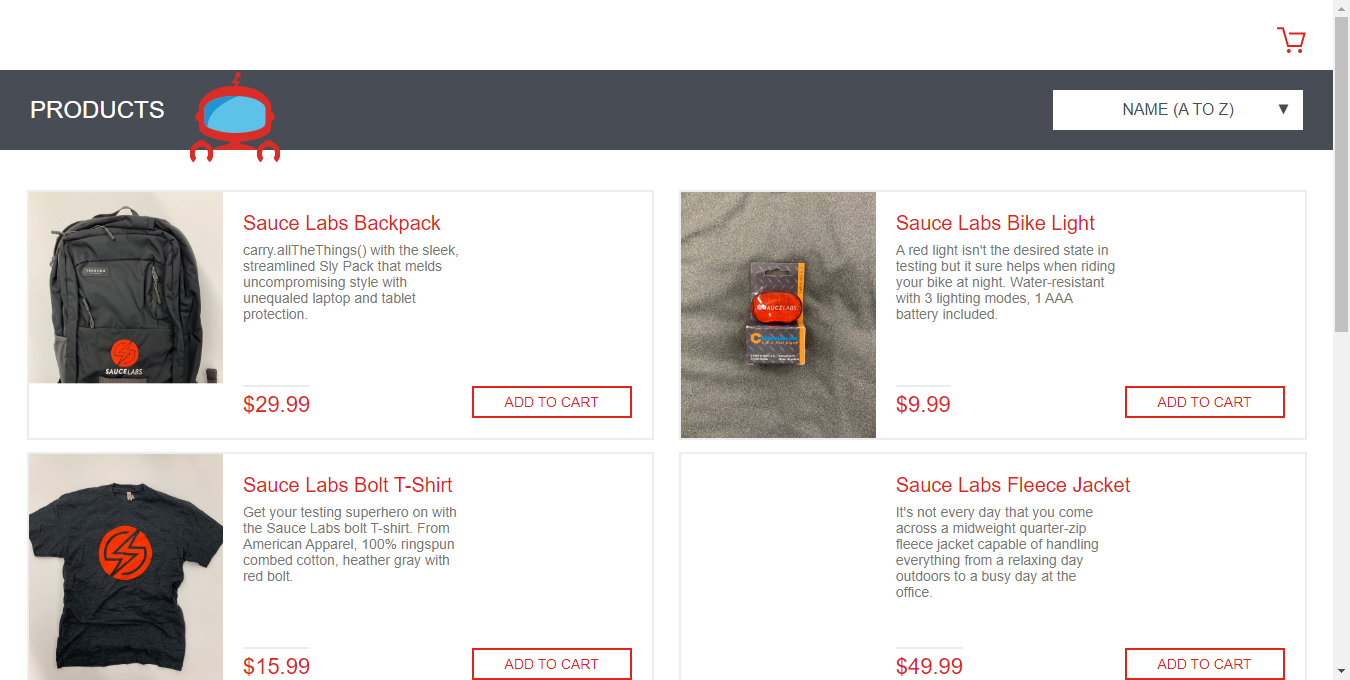 PRODUCTS
NAME (A TO Z)
Sauce Labs Backpack
carry.allTheThings() with the sleek,
streamlined Sly Pack that melds
uncompromising style with
unequaled laptop and tablet
protection.
SAUCELABS
$29.99
ADD TO CART
Sauce Labs Bike Light
A red light isn't the desired state in
testing but it sure helps when riding
your bike at night. Water-resistant
with 3 lighting modes, 1 AAA
battery included.
SAUCELABS
$9.99
ADD TO CART
Sauce Labs Bolt T-Shirt
Get your testing superhero on with
the Sauce Labs bolt T-shirt. From
American Apparel, 100% ringspun
combed cotton, heather gray with
red bolt.
$15.99
ADD TO CART
Sauce Labs Fleece Jacket
It's not every day that you come
across a midweight quarter-zip
fleece jacket capable of handling
everything from a relaxing day
outdoors to a busy day at the
office.
$49.99
ADD TO CART